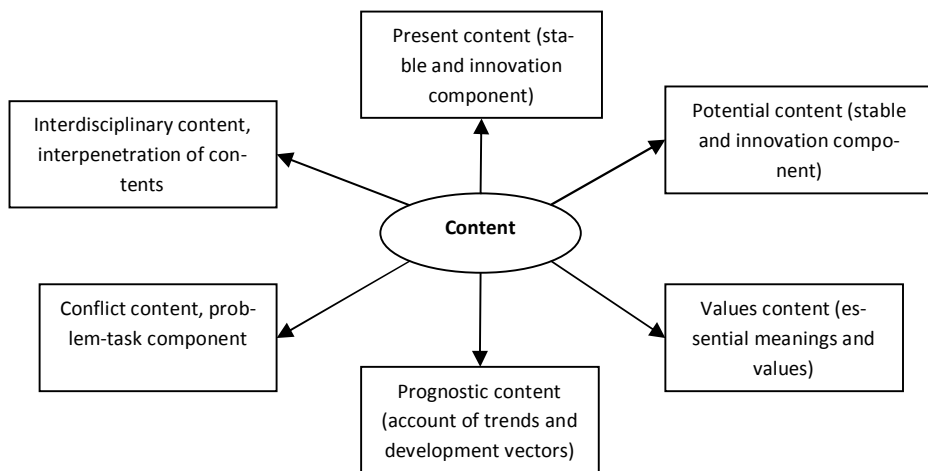 Present content (sta-
ble and innovation
component)
Interdisciplinary content,
interpenetration of con-
tents
Potential content (stable
and innovation compo-
nent)
Content
Conflict content, prob-
lem-task component
Values content (es-
sential meanings and
values)
Prognostic content
(account of trends and
development vectors)